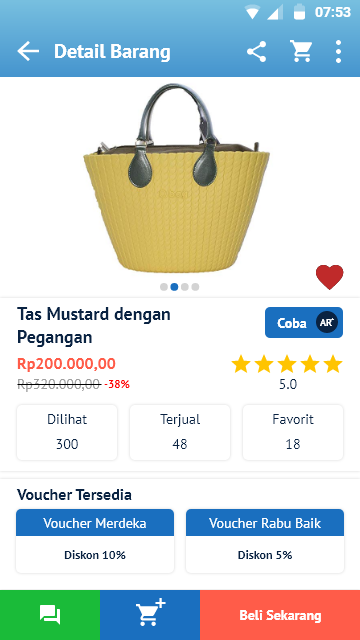 07:53
Detail Barang
Tas Mustard dengan
Pegangan
Coba AR+
Rp200.000,00
Rp320.000,00 -38%
5.0
Dilihat
300
Terjual
48
Favorit
18
Voucher Tersedia
Voucher Merdeka
Diskon 10%
Voucher Rabu Baik
Diskon 5%
Beli Sekarang